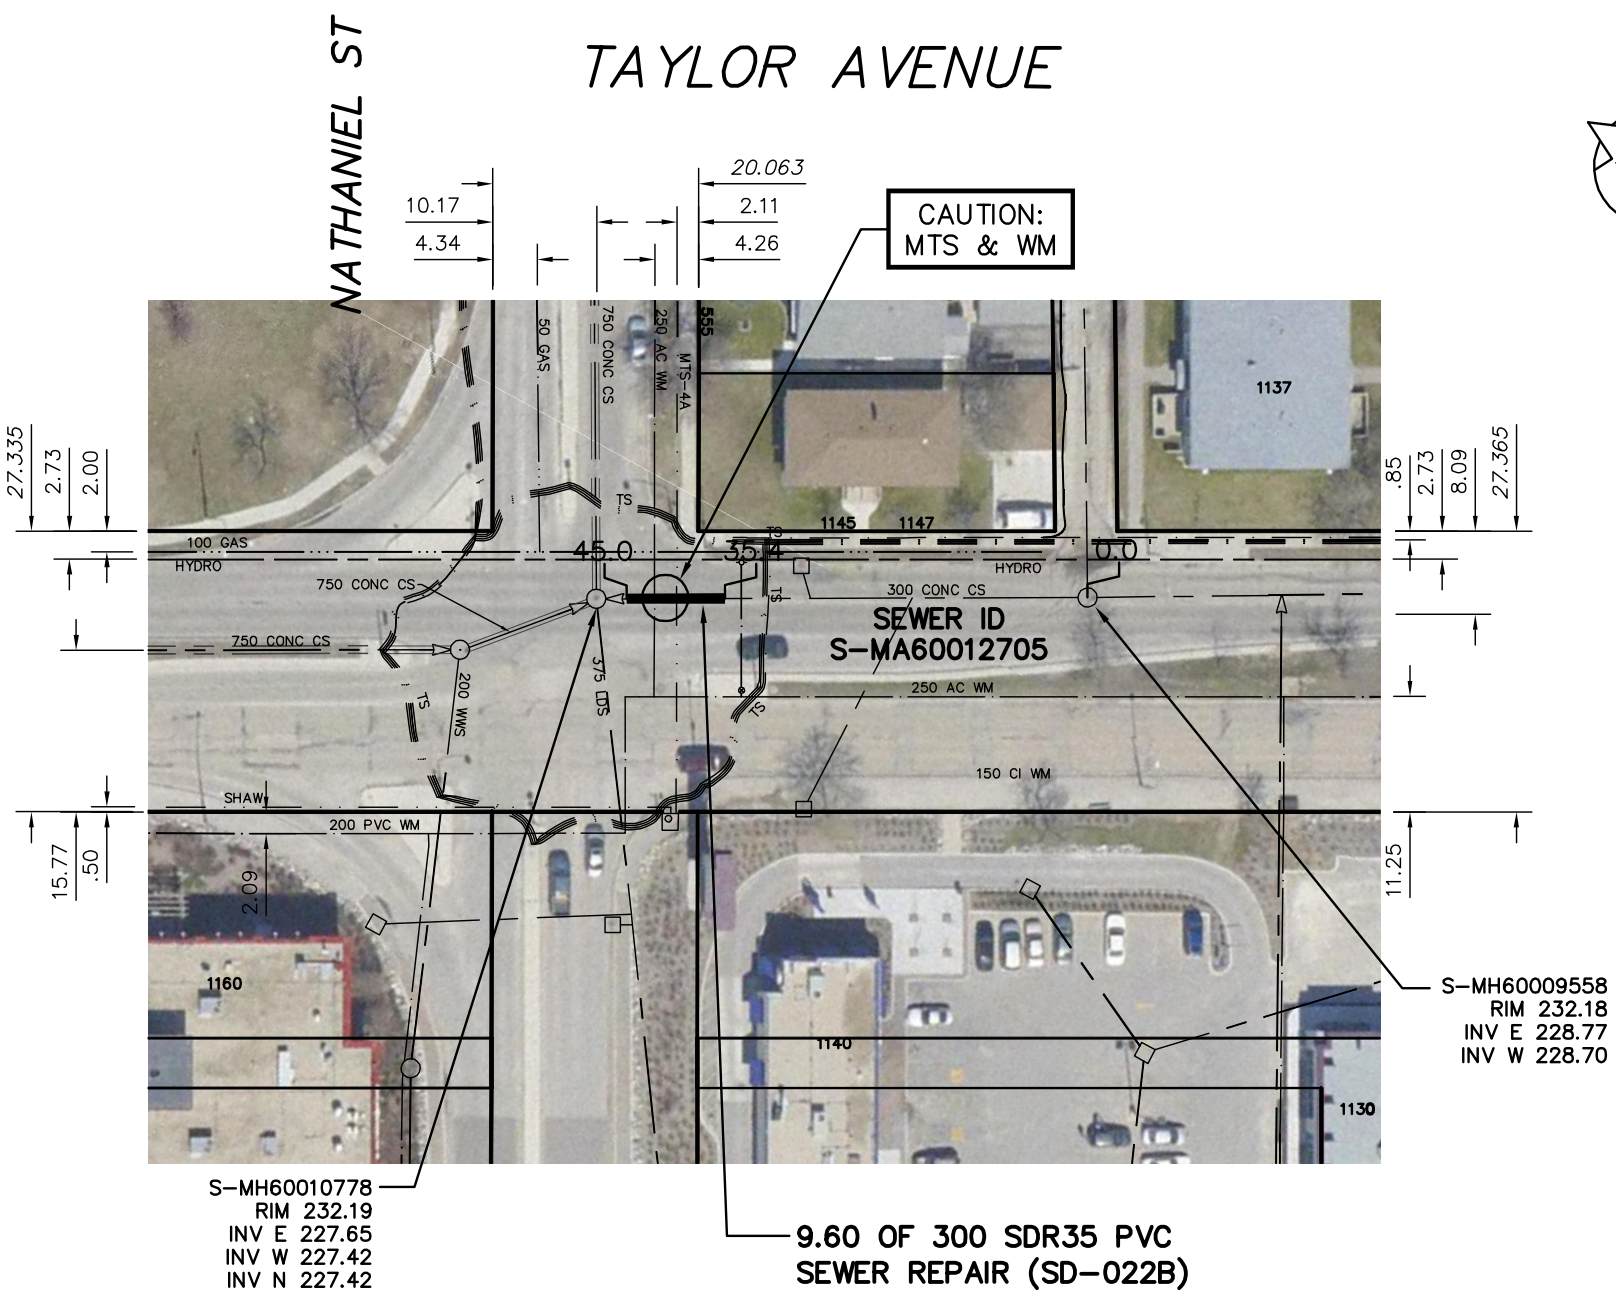 TAYLOR AVENUE
NATHANIEL ST
20.063
10.17
2.11
4.34
4.26
CAUTION:
MTS & WM
50 GAS
750 CONC CS
250 AC WM
MTS-4A
555
1137
27.335
2.73
2.00
.85
2.73
8.09
27.365
TS
TS
1145
1147
100 GAS
45.0
35.4
0.0
HYDRO
HYDRO
750 CONC CS
300 CONC CS
TS
SEWER ID
S-MA60012705
750 CONC CS
200 WWS
375 LDS
250 AC WM
TS
TS
150 CI WM
SHAW
200 PVC WM
15.77
.50
2.09
11.25
1160
1140
1130
S-MH60009558
RIM 232.18
INV E 228.77
INV W 228.70
S-MH60010778
RIM 232.19
INV E 227.65
INV W 227.42
INV N 227.42
9.60 OF 300 SDR35 PVC
SEWER REPAIR (SD-022B)